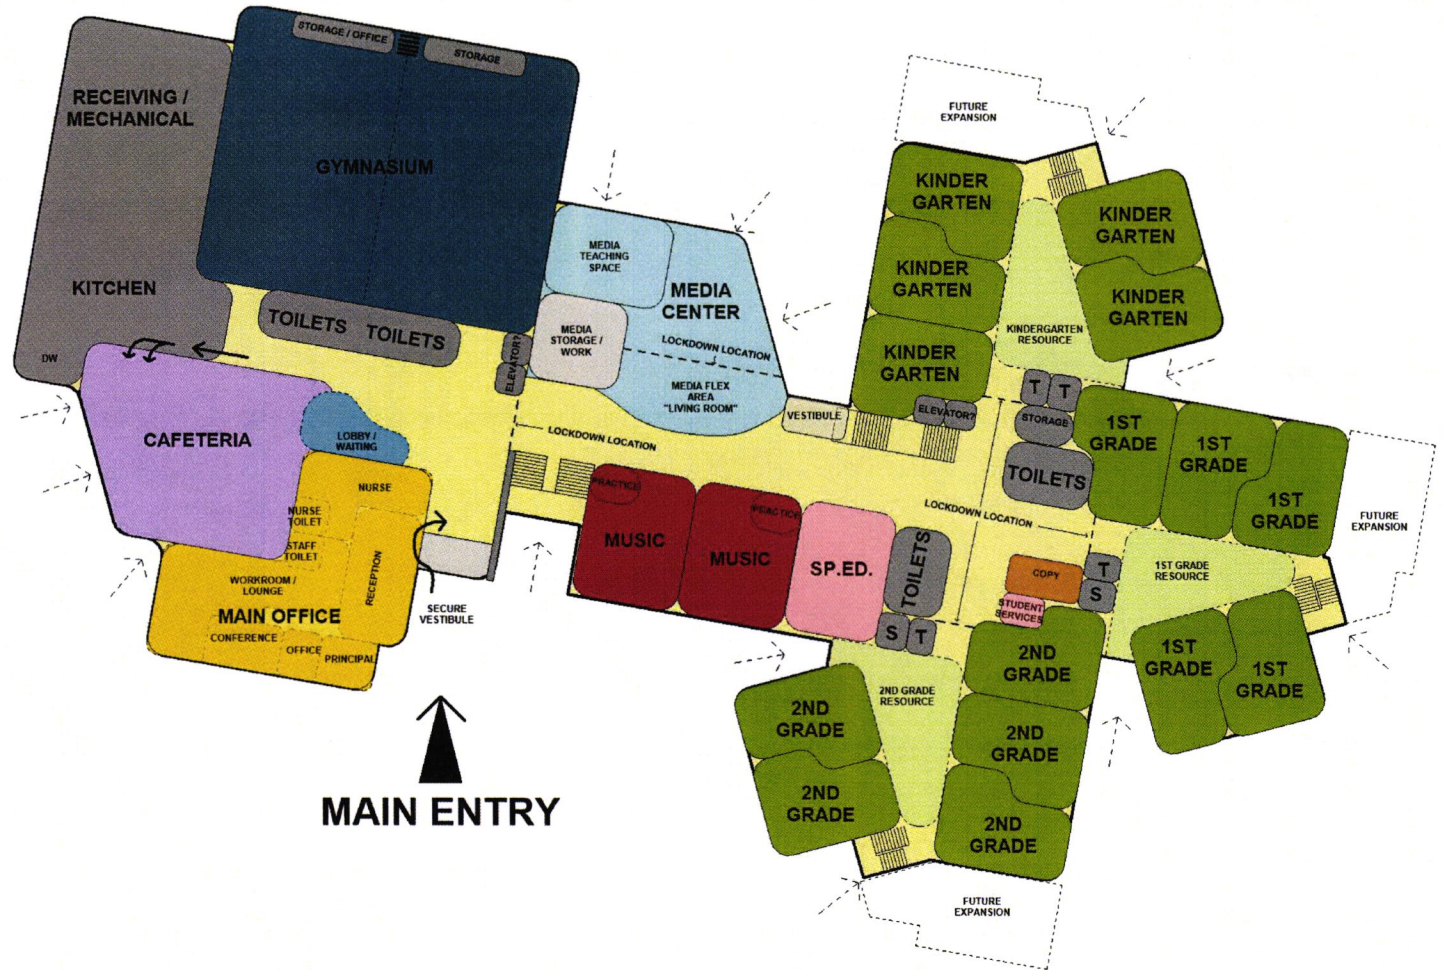 STORAGE / OFFICE
STORAGE
RECEIVING /
MECHANICAL
GYMNASIUM
KITCHEN
DW
TOILETS
TOILETS
ELEVATOR?
MEDIA
TEACHING
SPACE
MEDIA
CENTER
MEDIA
STORAGE /
WORK
LOCKDOWN LOCATION
MEDIA FLEX
AREA
"LIVING ROOM"
VESTIBULE
ELEVATOR?
FUTURE
EXPANSION
KINDER
GARTEN
KINDER
GARTEN
KINDER
GARTEN
KINDER
GARTEN
KINDER
GARTEN
KINDERGARTEN
RESOURCE
T
T
STORAGE
TOILETS
1ST
GRADE
1ST
GRADE
1ST
GRADE
FUTURE
EXPANSION
CAFETERIA
LOBBY /
WAITING
LOCKDOWN LOCATION
NURSE
NURSE
TOILET
STAFF
TOILET
WORKROOM /
LOUNGE
RECEPTION
MAIN OFFICE
CONFERENCE
OFFICE
PRINCIPAL
SECURE
VESTIBULE
PRACTICE
MUSIC
PRACTICE
MUSIC
SP.ED.
TOILETS
S
T
LOCKDOWN LOCATION
COPY
STUDENT
SERVICES
T
S
1ST GRADE
RESOURCE
1ST
GRADE
1ST
GRADE
2ND
GRADE
2ND GRADE
RESOURCE
2ND
GRADE
2ND
GRADE
2ND
GRADE
2ND
GRADE
FUTURE
EXPANSION
MAIN ENTRY